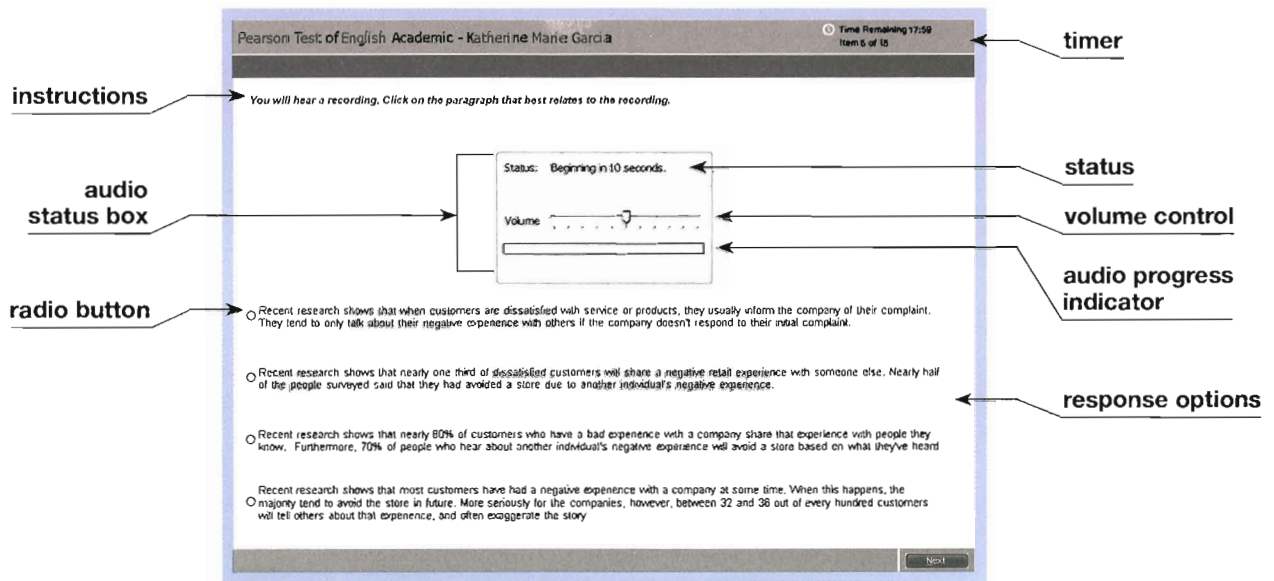 Pearson Test of English Academic - Katherine Marie Garcia
Time Remaining 17:59
Item 6 of 18
timer
instructions
You will hear a recording. Click on the paragraph that best relates to the recording.
Status: Beginning in 10 seconds.
status
audio
status box
Volume
volume control
audio progress
indicator
radio button
Recent research shows that when customers are dissatisfied with service or products, they usually inform the company of their complaint.
They tend to only talk about their negative experience with others if the company doesn't respond to their initial complaint.
Recent research shows that nearly one third of dissatisfied customers will share a negative retail experience with someone else. Nearly half
of the people surveyed said that they had avoided a store due to another individual's negative experience.
response options
Recent research shows that nearly 80% of customers who have a bad experience with a company share that experience with people they
know. Furthermore, 70% of people who hear about another individual's negative experience will avoid a store based on what they've heard
Recent research shows that most customers have had a negative experience with a company at some time. When this happens, the
majority tend to avoid the store in future. More seriously for the companies, however, between 32 and 36 out of every hundred customers
will tell others about that experience, and often exaggerate the story
Next